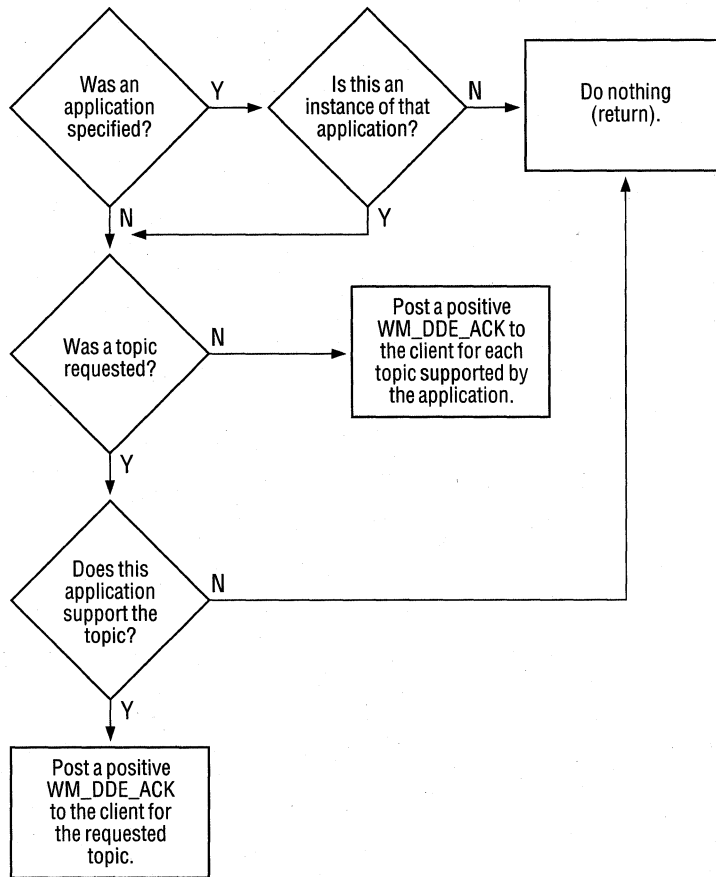 Was an
application
specified?
Y
Is this an
instance of that
application?
N
Do nothing
(return).
N
Y
Was a topic
requested?
N
Post a positive
WM_DDE_ACK to
the client for each
topic supported by
the application.
Y
Does this
application
support the
topic?
N
Y
Post a positive
WM_DDE_ACK
to the client for
the requested
topic.